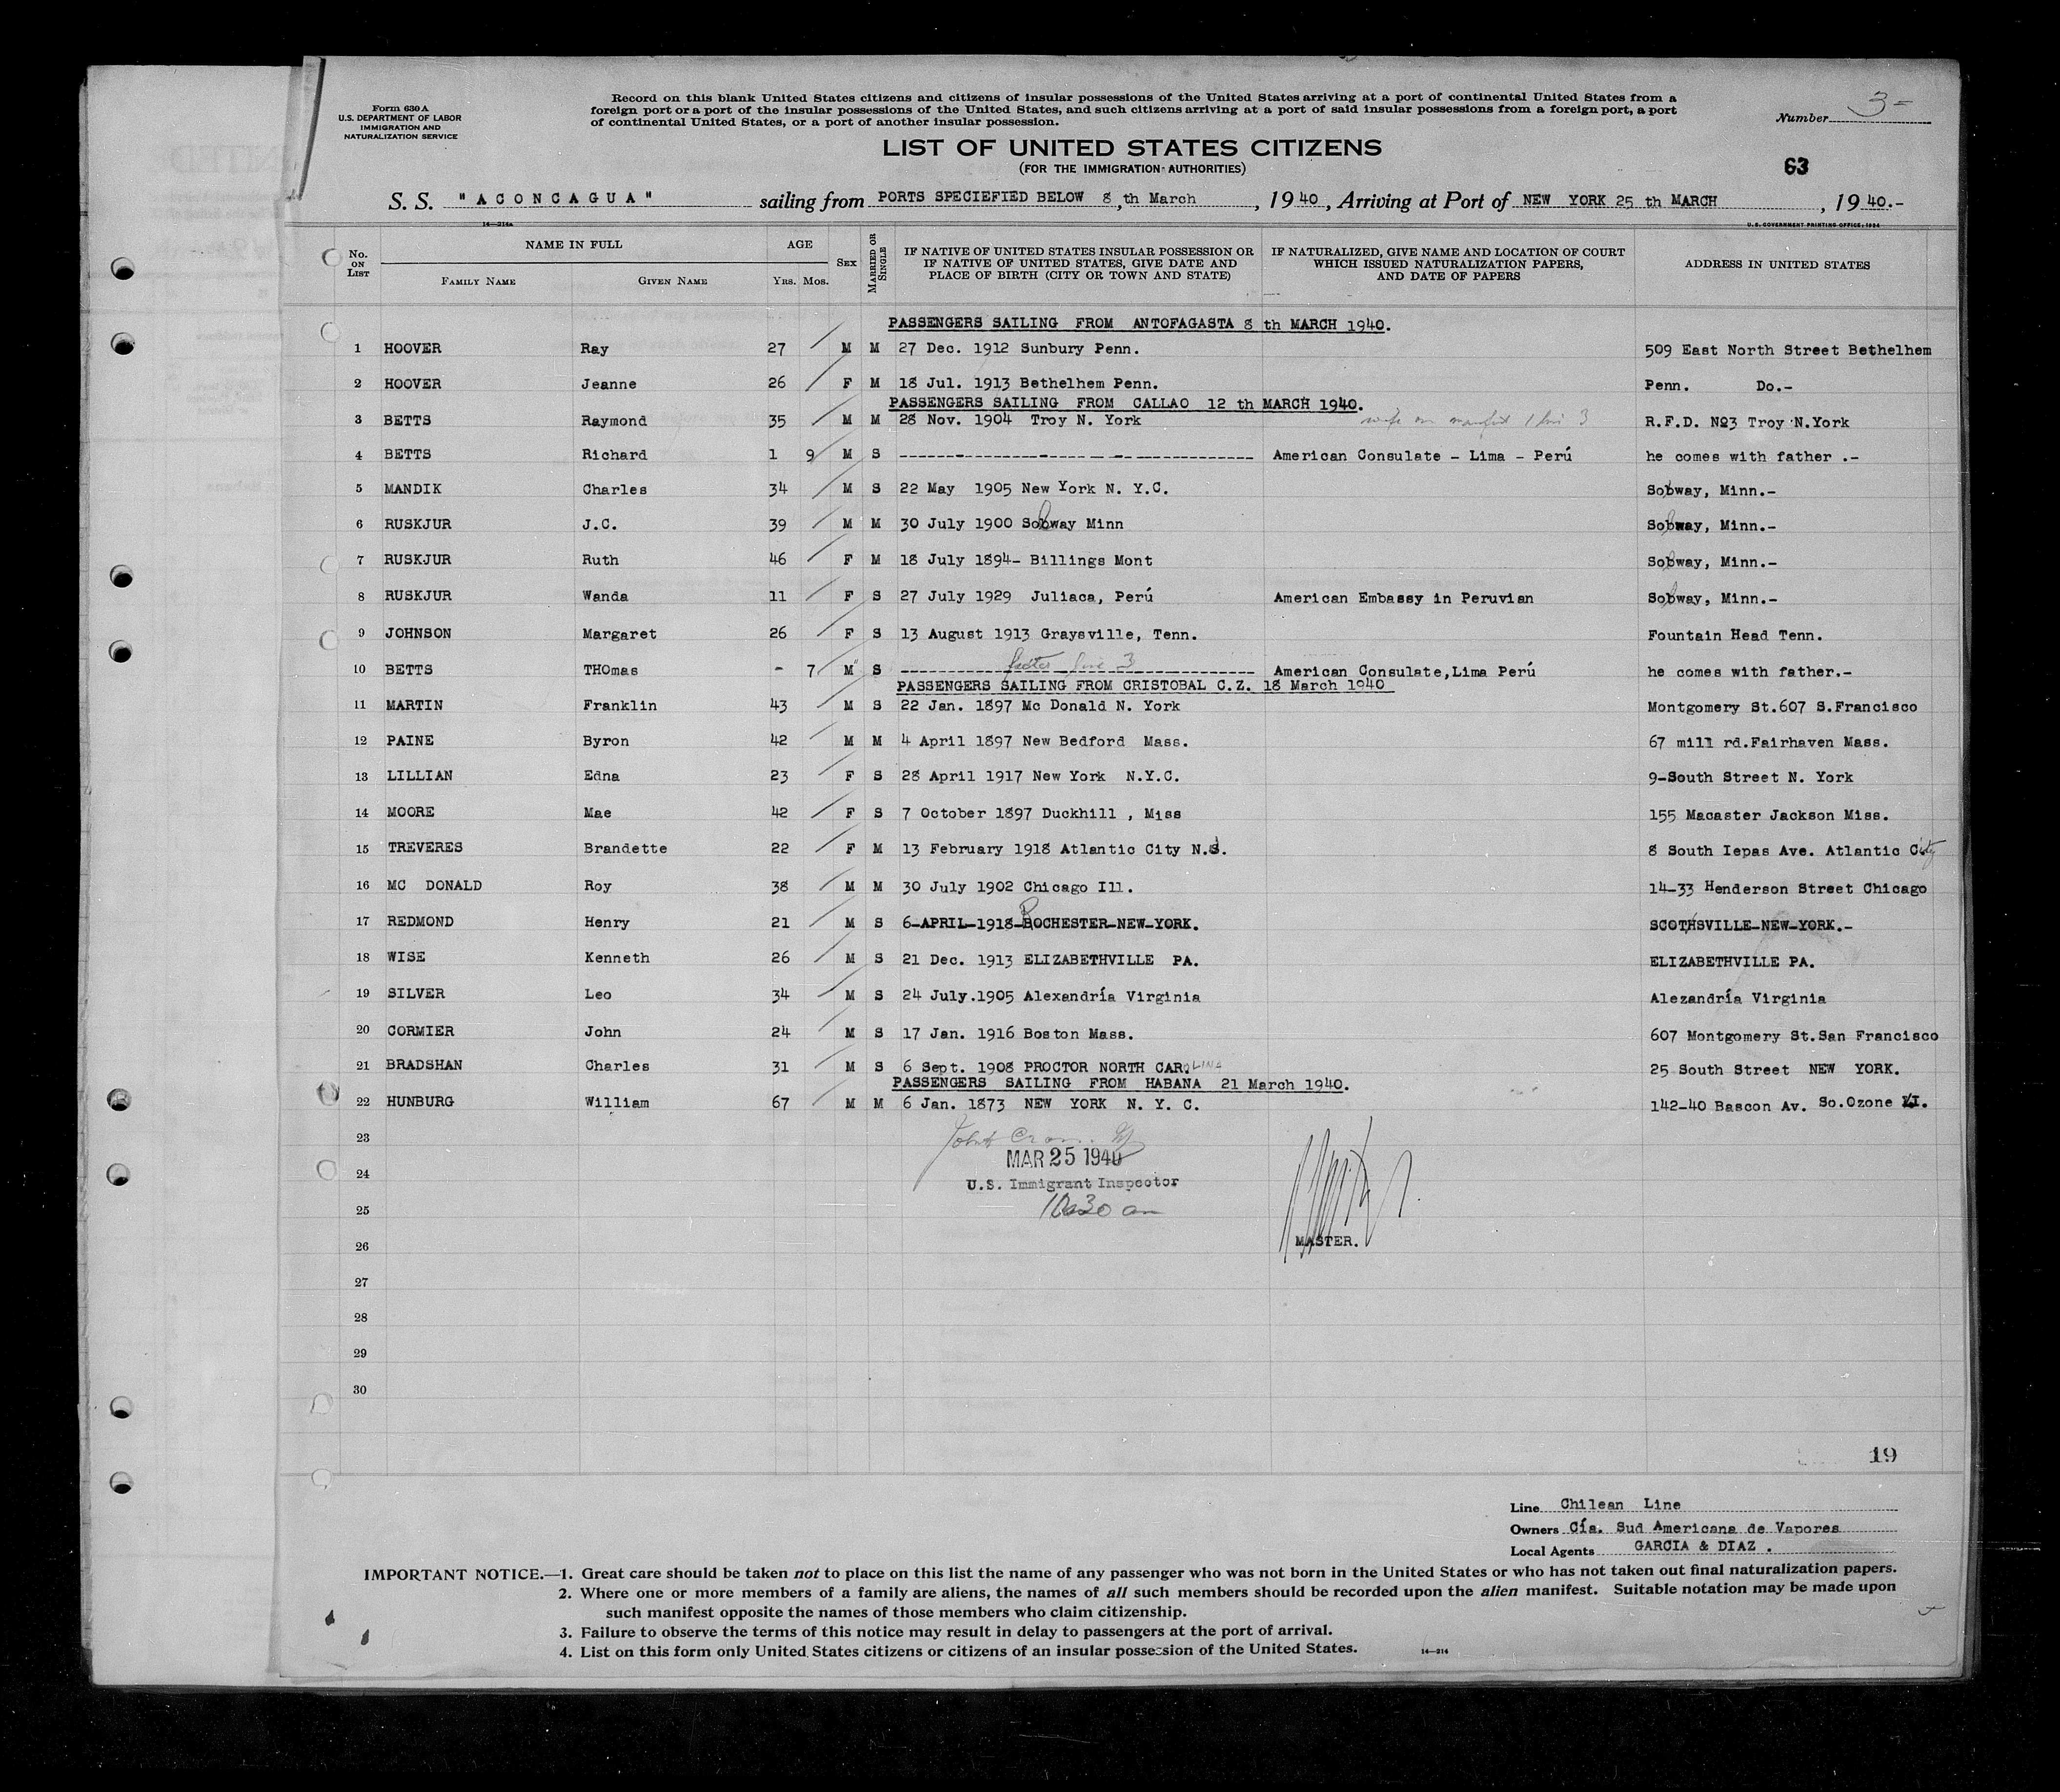 Form 630 A
U.S. DEPARTMENT OF LABOR
IMMIGRATION AND
NATURALIZATION SERVICE
Record on this blank United States citizens and citizens of insular possessions of the United States arriving at a port of continental United States from a
foreign port or a port of the insular possessions of the United States, and such citizens arriving at a port of said insular possessions from a foreign port, a port
of continental United States, or a port of another insular possession.
Number 3-
LIST OF UNITED STATES CITIZENS
(FOR THE IMMIGRATION AUTHORITIES)
63
S. S. "ACONCAGUA" sailing from PORTS SPECIEFIED BELOW 8,th March, 1940, Arriving at Port of NEW YORK 25 th MARCH, 1940.-
14—214a
U. S. GOVERNMENT PRINTING OFFICE: 1934
No. ON LIST NAME IN FULL FAMILY NAME GIVEN NAME AGE YRS. MOS. SEX MARRIED OR SINGLE
IF NATIVE OF UNITED STATES INSULAR POSSESSION OR IF NATIVE OF UNITED STATES, GIVE DATE AND PLACE OF BIRTH (CITY OR TOWN AND STATE)
IF NATURALIZED, GIVE NAME AND LOCATION OF COURT WHICH ISSUED NATURALIZATION PAPERS, AND DATE OF PAPERS
ADDRESS IN UNITED STATES
PASSENGERS SAILING FROM ANTOFAGASTA 8 th MARCH 1940.
1 HOOVER Ray 27 M M 27 Dec. 1912 Sunbury Penn. 509 East North Street Bethelhem
2 HOOVER Jeanne 26 F M 18 Jul. 1913 Bethelhem Penn. Penn. Do.-
PASSENGERS SAILING FROM CALLAO 12 th MARCH 1940.
3 BETTS Raymond 35 M M 28 Nov. 1904 Troy N. York wife on manifest 1 line 3 R.F.D. Nº3 Troy N.York
4 BETTS Richard 1 9 M S American Consulate - Lima - Perú he comes with father .-
5 MANDIK Charles 34 M S 22 May 1905 New York N. Y.C. Sobway, Minn.-
6 RUSKJUR J.C. 39 M M 30 July 1900 Sobway Minn Sobway, Minn.-
7 RUSKJUR Ruth 46 F M 18 July 1894- Billings Mont Sobway, Minn.-
8 RUSKJUR Wanda 11 F S 27 July 1929 Juliaca, Perú American Embassy in Peruvian Sobway, Minn.-
9 JOHNSON Margaret 26 F S 13 August 1913 Graysville, Tenn. Fountain Head Tenn.
10 BETTS THOmas - 7 M S father line 3 American Consulate,Lima Perú he comes with father.-
PASSENGERS SAILING FROM CRISTOBAL C.Z. 18 March 1940
11 MARTIN Franklin 43 M S 22 Jan. 1897 Mc Donald N. York Montgomery St.607 S.Francisco
12 PAINE Byron 42 M M 4 April 1897 New Bedford Mass. 67 mill rd.Fairhaven Mass.
13 LILLIAN Edna 23 F S 28 April 1917 New York N.Y.C. 9-South Street N. York
14 MOORE Mae 42 F S 7 October 1897 Duckhill , Miss 155 Macaster Jackson Miss.
15 TREVERES Brandette 22 F M 13 February 1918 Atlantic City N.J. 8 South Iepas Ave. Atlantic City
16 MC DONALD Roy 38 M M 30 July 1902 Chicago Ill. 14-33 Henderson Street Chicago
17 REDMOND Henry 21 M S 6-APRIL-1918-ROCHESTER-NEW-YORK. SCOTHSVILLE-NEW-YORK.-
18 WISE Kenneth 26 M S 21 Dec. 1913 ELIZABETHVILLE PA. ELIZABETHVILLE PA.
19 SILVER Leo 34 M S 24 July.1905 Alexandría Virginia Alezandría Virginia
20 CORMIER John 24 M S 17 Jan. 1916 Boston Mass. 607 Montgomery St.San Francisco
21 BRADSHAN Charles 31 M S 6 Sept. 1908 PROCTOR NORTH CAROLINA 25 South Street NEW YORK.
PASSENGERS SAILING FROM HABANA 21 March 1940.
22 HUNBURG William 67 M M 6 Jan. 1873 NEW YORK N. Y. C. 142-40 Bascon Av. So.Ozone
23
MAR 25 1940
24
U.S. Immigrant Inspector
25 10 30 am
26 MASTER.
27
28
29
30
19
Line Chilean Line
Owners Cía. Sud Americana de Vapores
Local Agents GARCIA & DIAZ .
IMPORTANT NOTICE.—1. Great care should be taken not to place on this list the name of any passenger who was not born in the United States or who has not taken out final naturalization papers.
2. Where one or more members of a family are aliens, the names of all such members should be recorded upon the alien manifest. Suitable notation may be made upon
such manifest opposite the names of those members who claim citizenship.
3. Failure to observe the terms of this notice may result in delay to passengers at the port of arrival.
4. List on this form only United States citizens or citizens of an insular possession of the United States.
14—214